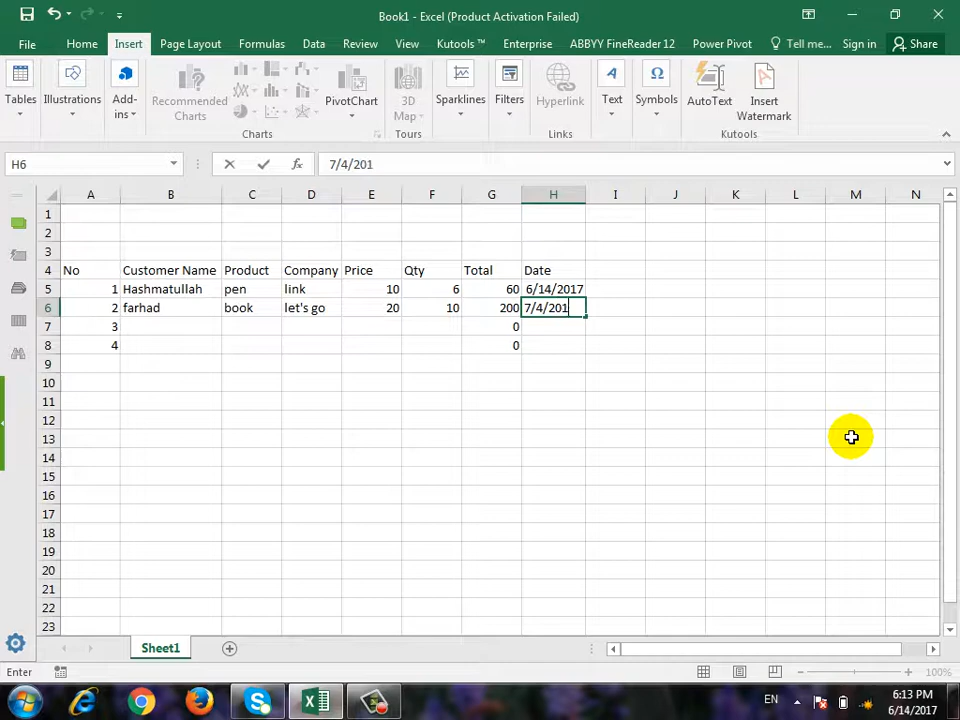 Book1 - Excel (Product Activation Failed)
File Home Insert Page Layout Formulas Data Review View Kutools ™ Enterprise ABBYY FineReader 12 Power Pivot Tell me... Sign in Share
Tables Illustrations Add-ins Recommended Charts PivotChart 3D Map Sparklines Filters Hyperlink Text Symbols AutoText Insert Watermark
Charts Tours Links Kutools
H6 fx 7/4/201
A B C D E F G H I J K L M N
1
2
3
4 No Customer Name Product Company Price Qty Total Date
5 1 Hashmatullah pen link 10 6 60 6/14/2017
6 2 farhad book let's go 20 10 200 7/4/201
7 3 0
8 4 0
9
10
11
12
13
14
15
16
17
18
19
20
21
22
23
Sheet1
Enter 100%
EN 6:13 PM
6/14/2017